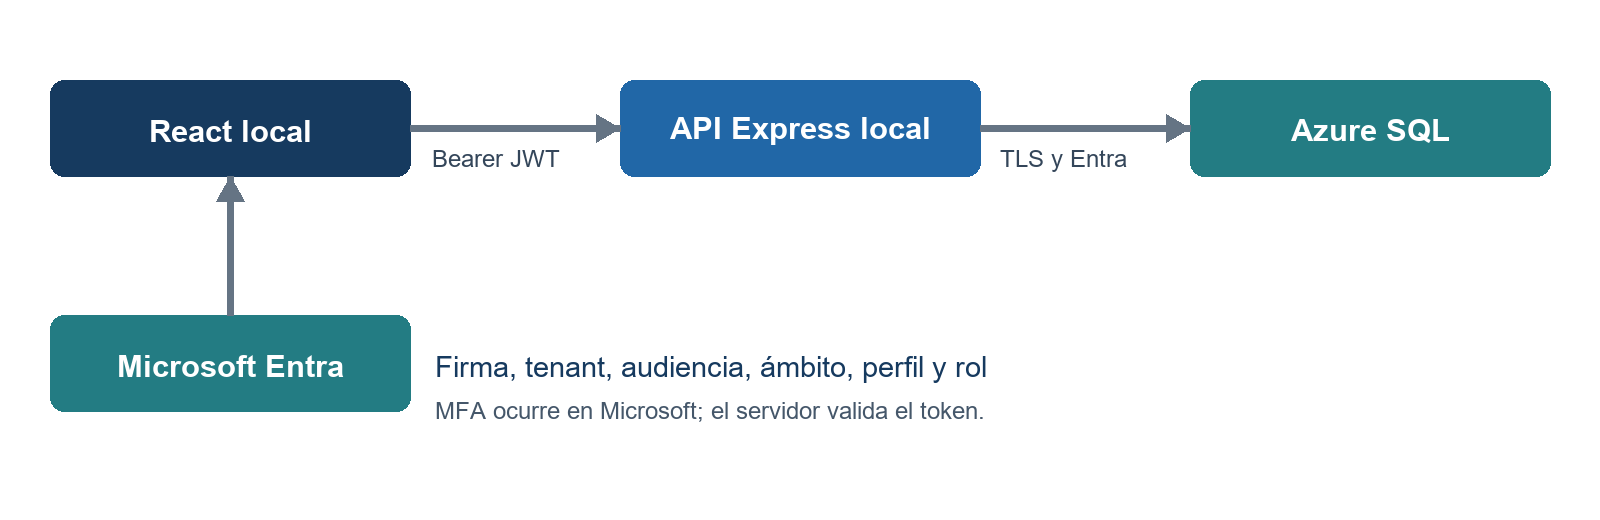 React local
API Express local
Azure SQL
Bearer JWT
TLS y Entra
Microsoft Entra
Firma, tenant, audiencia, ámbito, perfil y rol
MFA ocurre en Microsoft; el servidor valida el token.